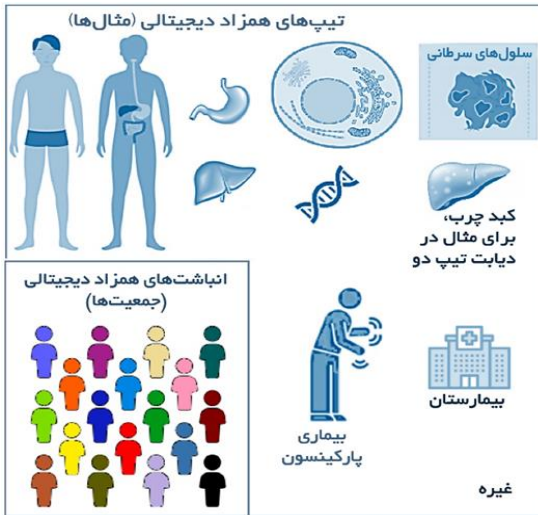 تیپ‌های همزاد دیجیتالی (مثال‌ها)
سلول‌های سرطانی
کبد چرب،
برای مثال در
دیابت تیپ دو
انباشت‌های همزاد دیجیتالی
(جمعیت‌ها)
بیمارستان
بیماری
پارکینسون
غیره